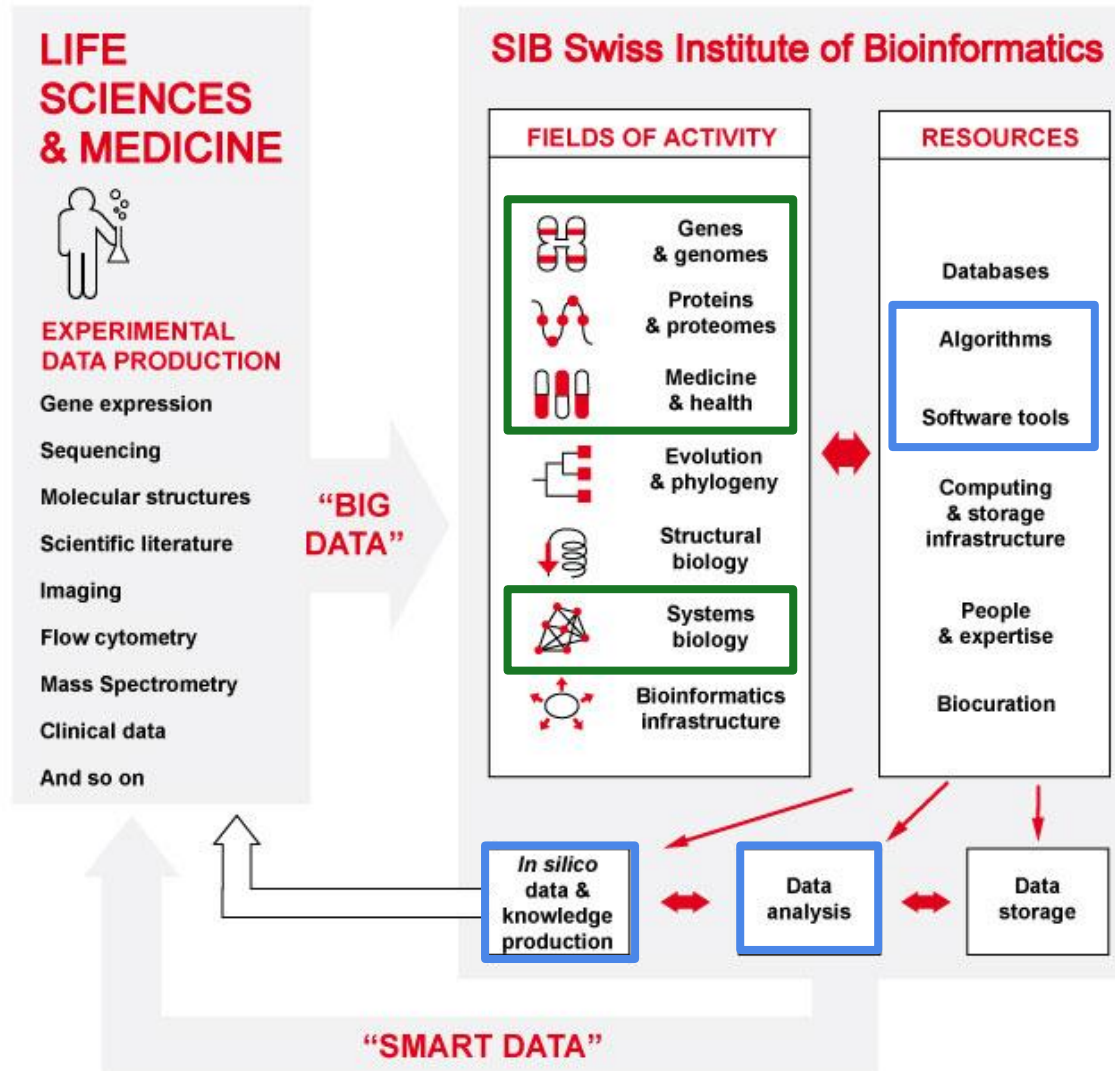 LIFE
SCIENCES
& MEDICINE
EXPERIMENTAL
DATA PRODUCTION
Gene expression
Sequencing
Molecular structures
Scientific literature
Imaging
Flow cytometry
Mass Spectrometry
Clinical data
And so on
“BIG
DATA”
SIB Swiss Institute of Bioinformatics
FIELDS OF ACTIVITY
Genes
& genomes
Proteins
& proteomes
Medicine
& health
Evolution
& phylogeny
Structural
biology
Systems
biology
Bioinformatics
infrastructure
RESOURCES
Databases
Algorithms
Software tools
Computing
& storage
infrastructure
People
& expertise
Biocuration
In silico
data &
knowledge
production
Data
analysis
Data
storage
“SMART DATA”